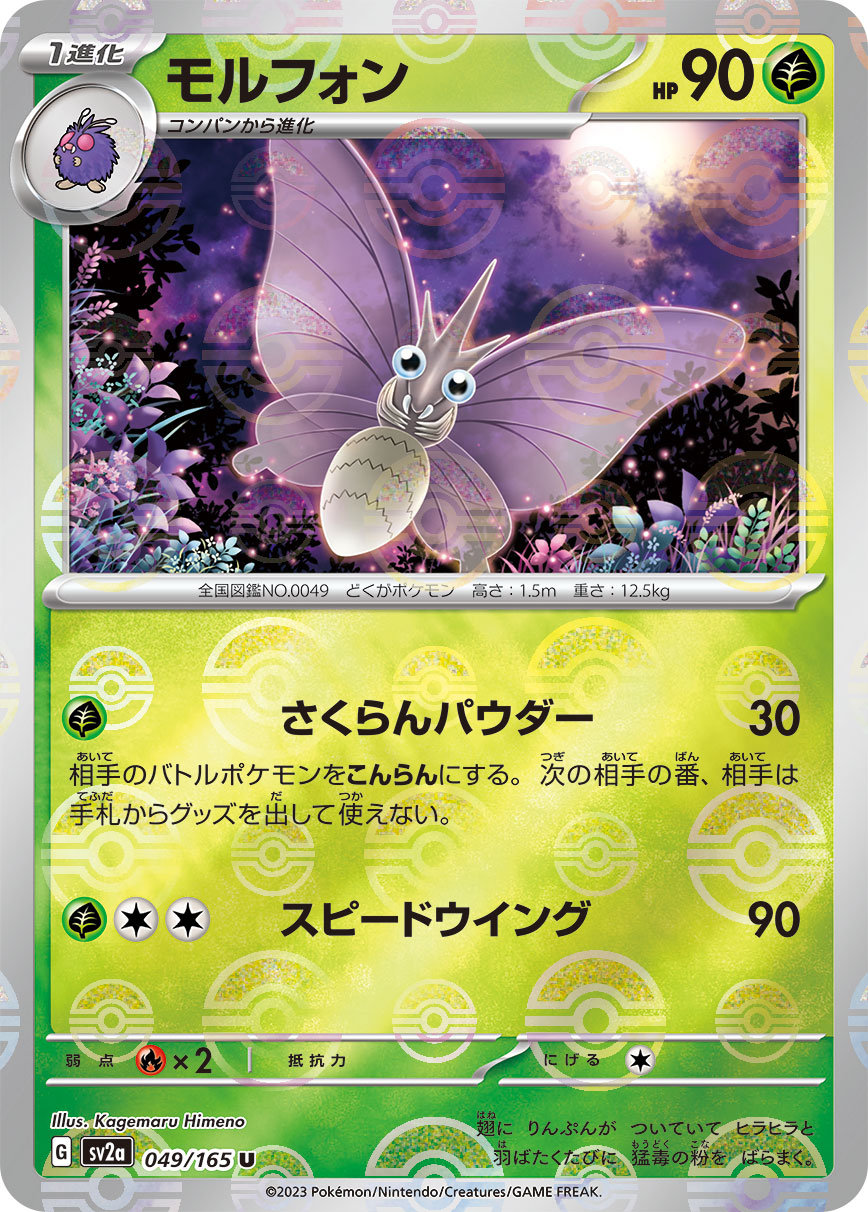 1進化
モルフォン
HP 90
コンパンから進化
全国図鑑NO.0049 どくがポケモン 高さ：1.5m 重さ：12.5kg
さくらんパウダー 30
相手のバトルポケモンをこんらんにする。次の相手の番、相手は
手札からグッズを出して使えない。
スピードウイング 90
弱点 ×2 抵抗力 にげる
Illus. Kagemaru Himeno
翅に りんぷんが ついていて ヒラヒラと
羽ばたくたびに 猛毒の粉を ばらまく。
G sv2a 049/165 U
©2023 Pokémon/Nintendo/Creatures/GAME FREAK.